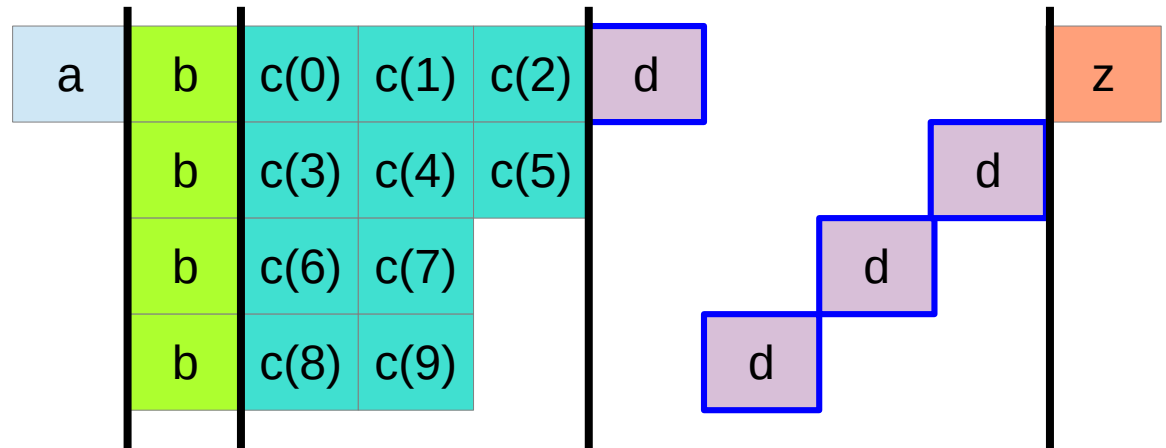 a b c(0) c(1) c(2) d z
b c(3) c(4) c(5) d
b c(6) c(7) d
b c(8) c(9) d